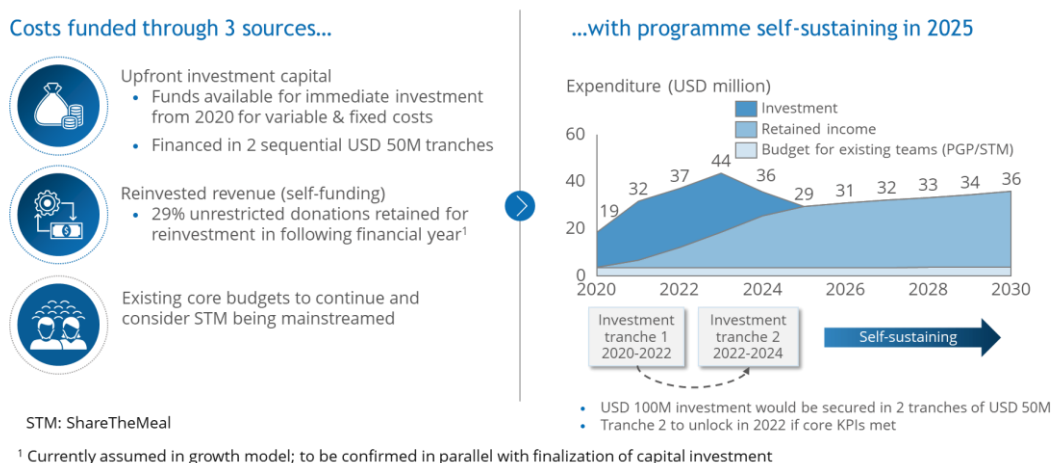 Costs funded through 3 sources...
Upfront investment capital
• Funds available for immediate investment
from 2020 for variable & fixed costs
• Financed in 2 sequential USD 50M tranches
Reinvested revenue (self-funding)
• 29% unrestricted donations retained for
reinvestment in following financial year¹
Existing core budgets to continue and
consider STM being mainstreamed
STM: ShareTheMeal
...with programme self-sustaining in 2025
Expenditure (USD million)
Investment
Retained income
Budget for existing teams (PGP/STM)
60
40
20
0
19
32
37
44
36
29
31
32
33
34
36
2020
2022
2024
2026
2028
2030
Investment
tranche 1
2020-2022
Investment
tranche 2
2022-2024
Self-sustaining
• USD 100M investment would be secured in 2 tranches of USD 50M
• Tranche 2 to unlock in 2022 if core KPIs met
¹ Currently assumed in growth model; to be confirmed in parallel with finalization of capital investment